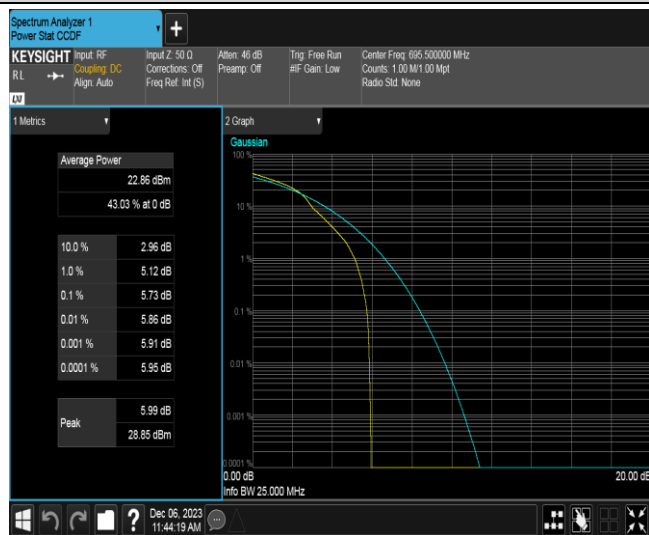 Spectrum Analyzer 1
Power Stat CCDF
+
KEYSIGHT
RL
LXI
Input: RF
Coupling: DC
Align: Auto
Input Z: 50 Ω
Corrections: Off
Freq Ref: Int (S)
Atten: 46 dB
Preamp: Off
Trig: Free Run
#IF Gain: Low
Center Freq: 695.500000 MHz
Counts: 1.00 M/1.00 Mpt
Radio Std: None
1 Metrics
Average Power
22.86 dBm
43.03 % at 0 dB
10.0 % 2.96 dB
1.0 % 5.12 dB
0.1 % 5.73 dB
0.01 % 5.86 dB
0.001 % 5.91 dB
0.0001 % 5.95 dB
Peak
5.99 dB
28.85 dBm
2 Graph
Gaussian
100 %
10 %
1 %
0.1 %
0.01 %
0.001 %
0.0001 %
0.00 dB 20.00 dB
Info BW 25.000 MHz
?
Dec 06, 2023
11:44:19 AM